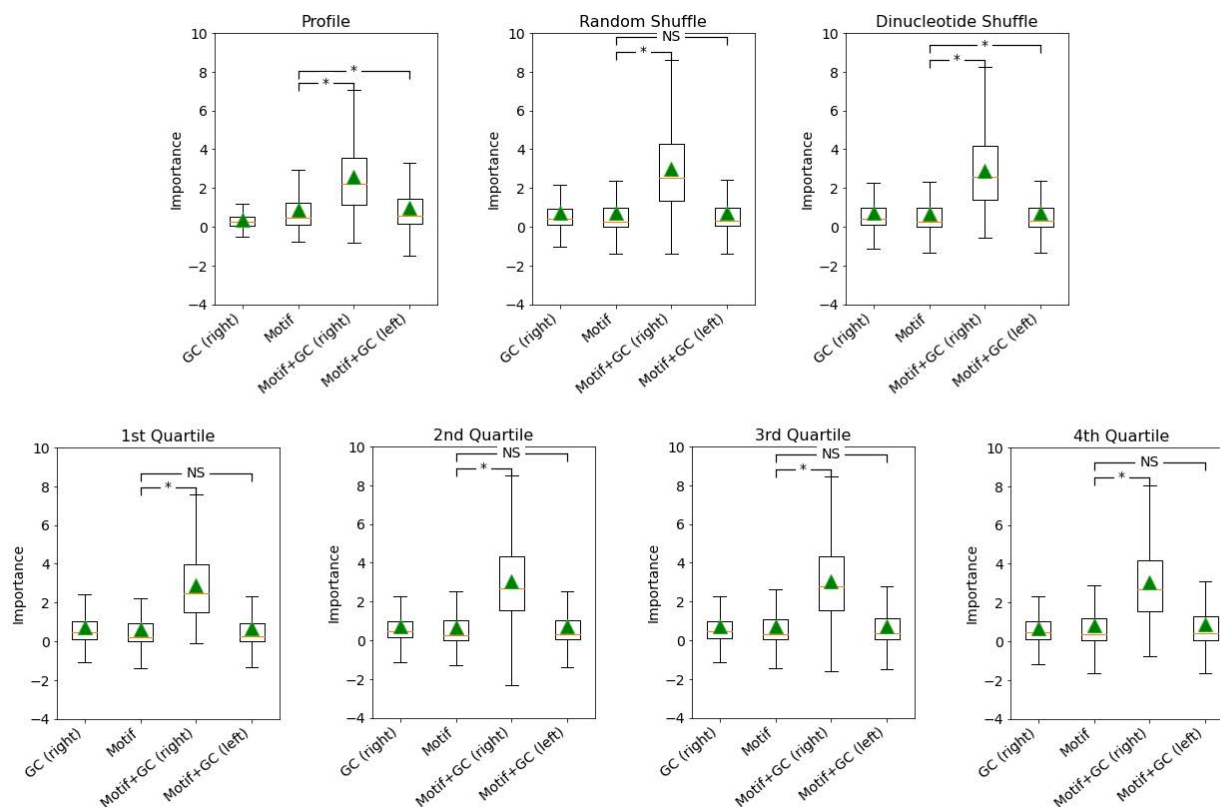 Profile
Random Shuffle
Dinucleotide Shuffle
10
8
6
4
2
0
−2
−4
Importance
*
*
GC (right)
Motif
Motif+GC (right)
Motif+GC (left)
10
8
6
4
2
0
−2
−4
Importance
NS
*
GC (right)
Motif
Motif+GC (right)
Motif+GC (left)
10
8
6
4
2
0
−2
−4
Importance
*
*
GC (right)
Motif
Motif+GC (right)
Motif+GC (left)
1st Quartile
2nd Quartile
3rd Quartile
4th Quartile
10
8
6
4
2
0
−2
−4
Importance
NS
*
GC (right)
Motif
Motif+GC (right)
Motif+GC (left)
10
8
6
4
2
0
−2
−4
Importance
NS
*
GC (right)
Motif
Motif+GC (right)
Motif+GC (left)
10
8
6
4
2
0
−2
−4
Importance
NS
*
GC (right)
Motif
Motif+GC (right)
Motif+GC (left)
10
8
6
4
2
0
−2
−4
Importance
NS
*
GC (right)
Motif
Motif+GC (right)
Motif+GC (left)